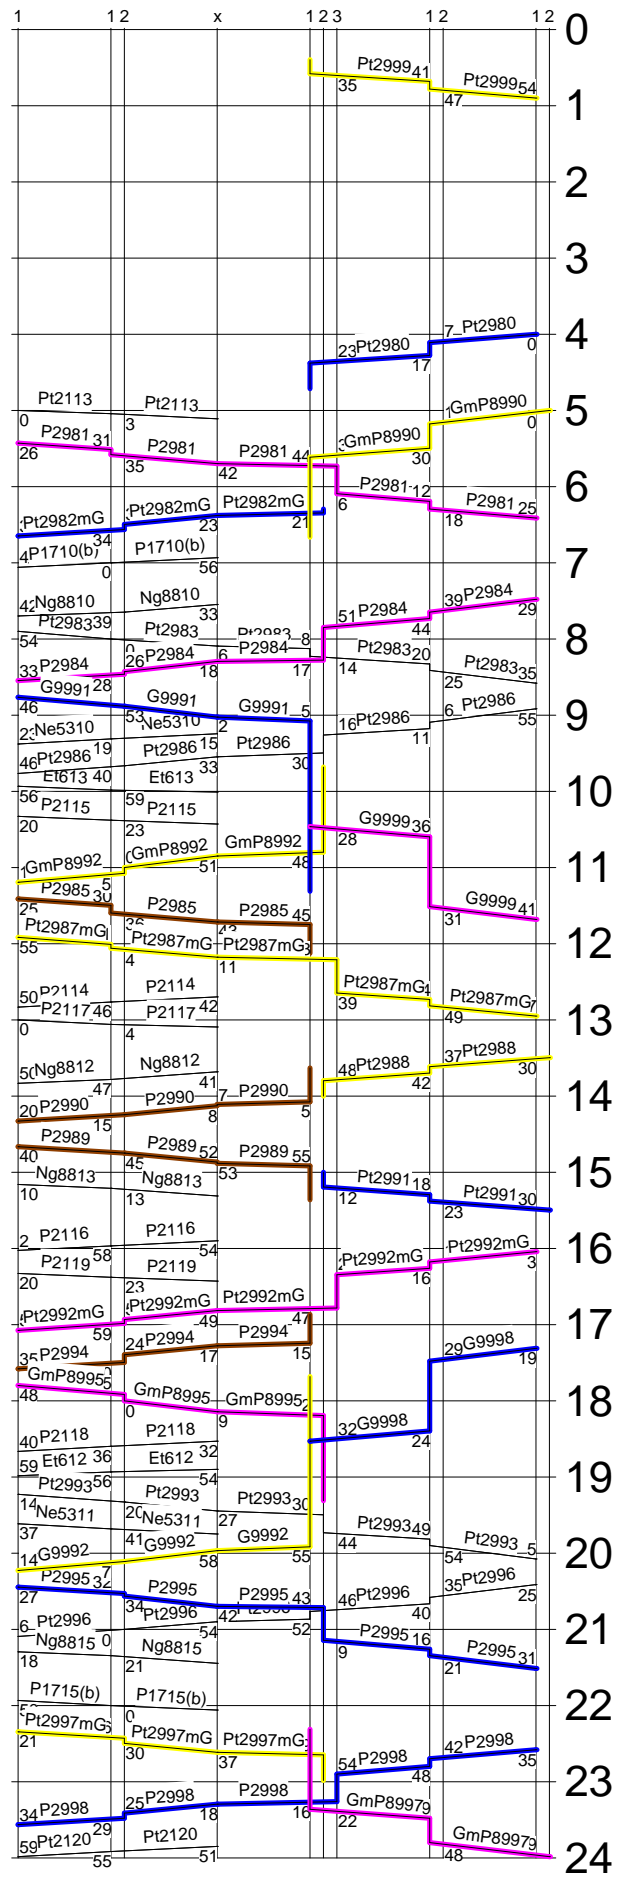 1 1 2 x 1 2 3 1 2 1 2
0
Pt2999 41 Pt2999 54
35 47
1
2
3
7 Pt2980
23 Pt2980 0
17
4
Pt2113 Pt2113
0 3
GmP8990
GmP8990 0
30
5
P2981 31 P2981 P2981 44
26 35 42
P2981 12 P2981 25
6 18
6
Pt2982mG Pt2982mG Pt2982mG
34 23 21
P1710(b) P1710(b)
0 56
7
42 Ng8810 Ng8810
33
51 P2984 39 P2984
44 29
Pt2983 39 Pt2983 Pt2983 8
54 0 6
Pt2983 20 Pt2983 35
14 25
8
33 P2984 26 P2984 P2984
28 18 17
G9991 G9991 G9991 5
46 53 2
16 Pt2986 6 Pt2986
11 55
9
Ne5310 Ne5310
19 15
46 Pt2986 Pt2986 Pt2986
33 30
Et613 40 Et613
56 59
10
P2115 P2115
20 23
G9999 36 G9999 41
28 31
GmP8992 GmP8992 GmP8992
5 51 48
11
P2985 30 P2985 P2985 45
25 36 43
Pt2987mG Pt2987mG Pt2987mG
55 4 11
12
Pt2987mG Pt2987mG
39 49
50 P2114 P2114
46 42
P2117 P2117
0 4
13
50 Ng8812 Ng8812
47 41
48 Pt2988 37 Pt2988
42 30
20 P2990 P2990 7 P2990
15 8 5
14
P2989 P2989 52 P2989 55
40 45 53
Ng8813 Ng8813
10 13
Pt2991 18 Pt2991 30
12 23
15
2 P2116 P2116
58 54
P2119 P2119
20 23
Pt2992mG Pt2992mG
16 3
16
Pt2992mG Pt2992mG Pt2992mG
59 49 47
35 P2994 24 P2994 P2994
17 15
32 G9998 29 G9998
24 19
17
GmP8995 GmP8995 GmP8995
48 0 9
18
40 P2118 P2118
36 32
59 Et612 Et612
56 54
Pt2993 Pt2993 Pt2993 30
14 20 27
19
Ne5311 Ne5311
37 41
Pt2993 49 Pt2993 5
44 54
14 G9992 G9992 G9992
7 58 55
20
P2995 32 P2995 P2995 43
27 34 42
46 Pt2996 35 Pt2996
40 25
6 Pt2996 Pt2996 Pt2996
0 54 52
21
P2995 16 P2995 31
9 21
Ng8815 Ng8815
18 21
P1715(b) P1715(b)
0
22
Pt2997mG Pt2997mG Pt2997mG
21 30 37
54 P2998 42 P2998
48 35
23
34 P2998 25 P2998 P2998
29 18 16
GmP8997 9 GmP8997 9
22 48
59 Pt2120 Pt2120
55 51
24